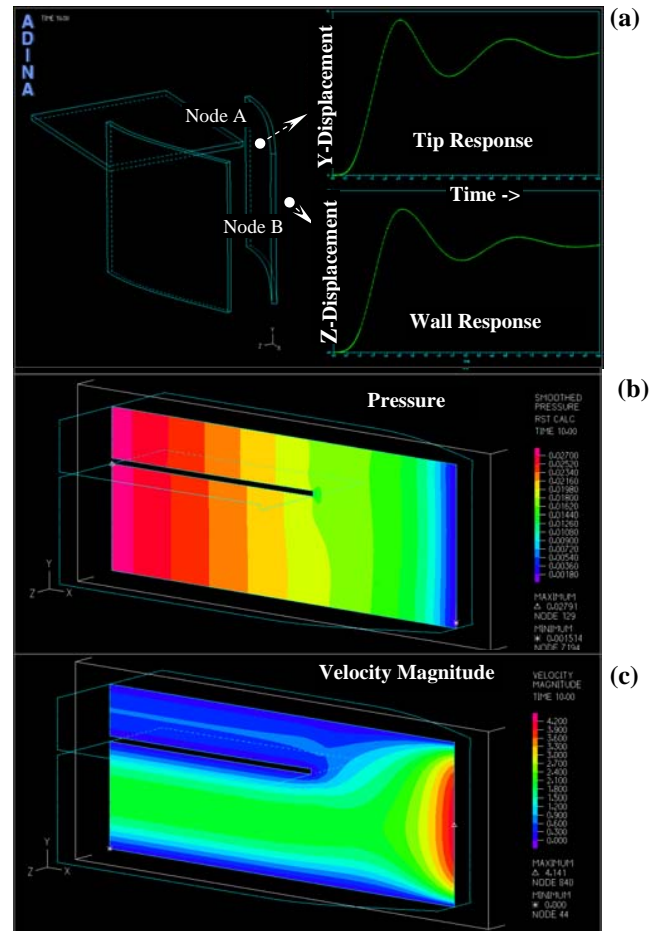 (a)
ADINA
TIME 10.00
Node A
Node B
Y-Displacement
Tip Response
Time ->
Z-Displacement
Wall Response
Y
Z X
(b)
Pressure
SMOOTHED
PRESSURE
RST CALC
TIME 10.00
0.02700
0.02520
0.02340
0.02160
0.01980
0.01800
0.01620
0.01440
0.01260
0.01080
0.00900
0.00720
0.00540
0.00360
0.00180
MAXIMUM
△ 0.02791
NODE 129
MINIMUM
✳ 0.001514
NODE 7194
Y
Z X
(c)
Velocity Magnitude
VELOCITY
MAGNITUDE
TIME 10.00
4.200
3.900
3.600
3.300
3.000
2.700
2.400
2.100
1.800
1.500
1.200
0.900
0.600
0.300
0.000
MAXIMUM
△ 4.141
NODE 840
MINIMUM
✳ 0.000
NODE 44
Y
Z X